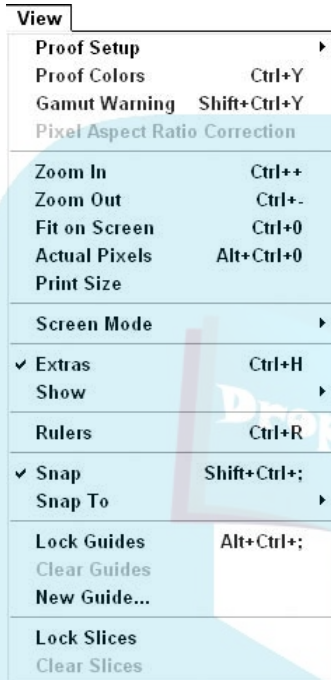 View
Proof Setup
Proof Colors Ctrl+Y
Gamut Warning Shift+Ctrl+Y
Pixel Aspect Ratio Correction
Zoom In Ctrl++
Zoom Out Ctrl+-
Fit on Screen Ctrl+0
Actual Pixels Alt+Ctrl+0
Print Size
Screen Mode
Extras Ctrl+H
Show
Rulers Ctrl+R
Snap Shift+Ctrl+;
Snap To
Lock Guides Alt+Ctrl+;
Clear Guides
New Guide...
Lock Slices
Clear Slices